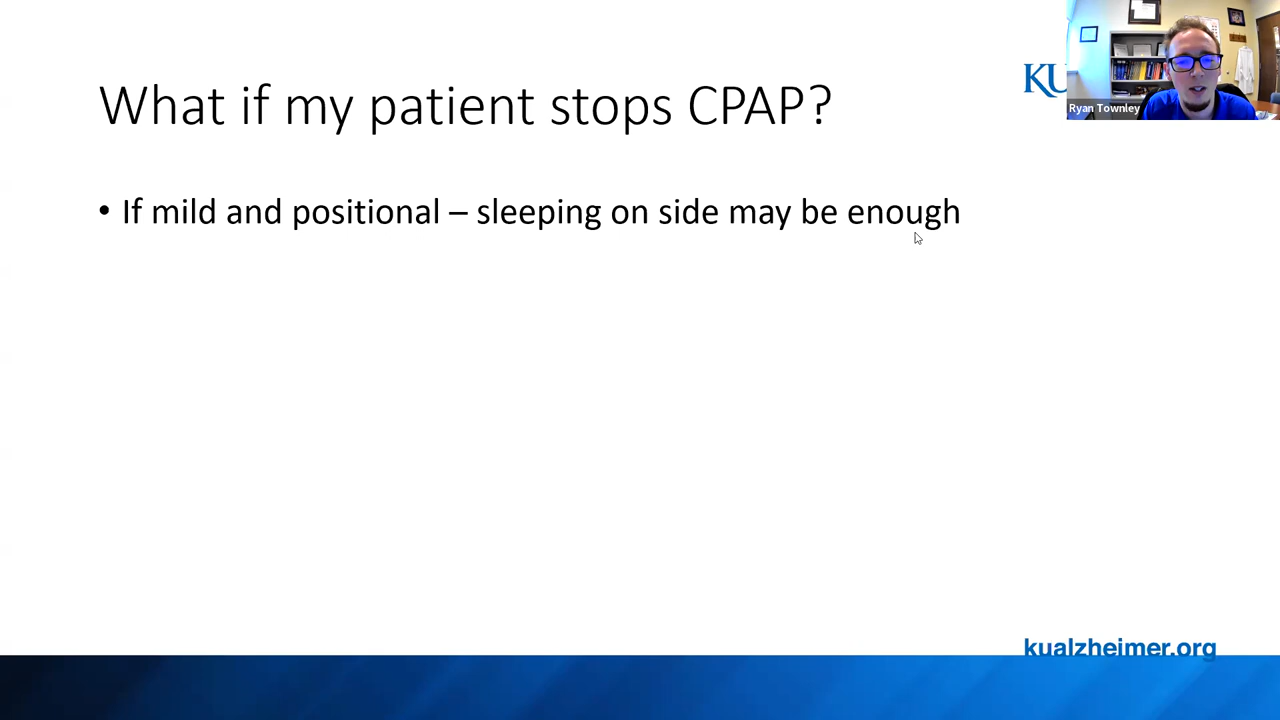 KU
Ryan Townley
What if my patient stops CPAP?
• If mild and positional – sleeping on side may be enough
kualzheimer.org